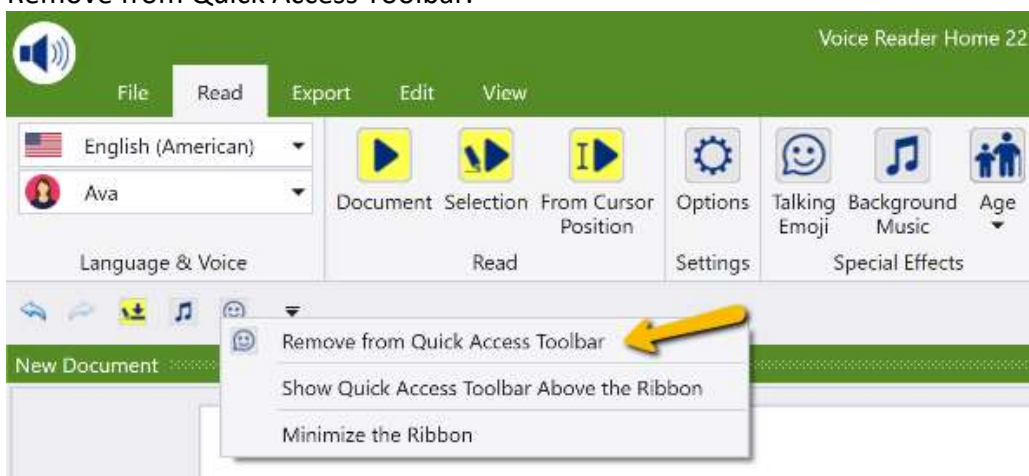 Remove from Quick Access Toolbar.
Voice Reader Home 22
File Read Export Edit View
English (American)
Ava
Document Selection From Cursor Position
Options
Talking Emoji Background Music Age
Language & Voice Read Settings Special Effects
Remove from Quick Access Toolbar
New Document
Show Quick Access Toolbar Above the Ribbon
Minimize the Ribbon